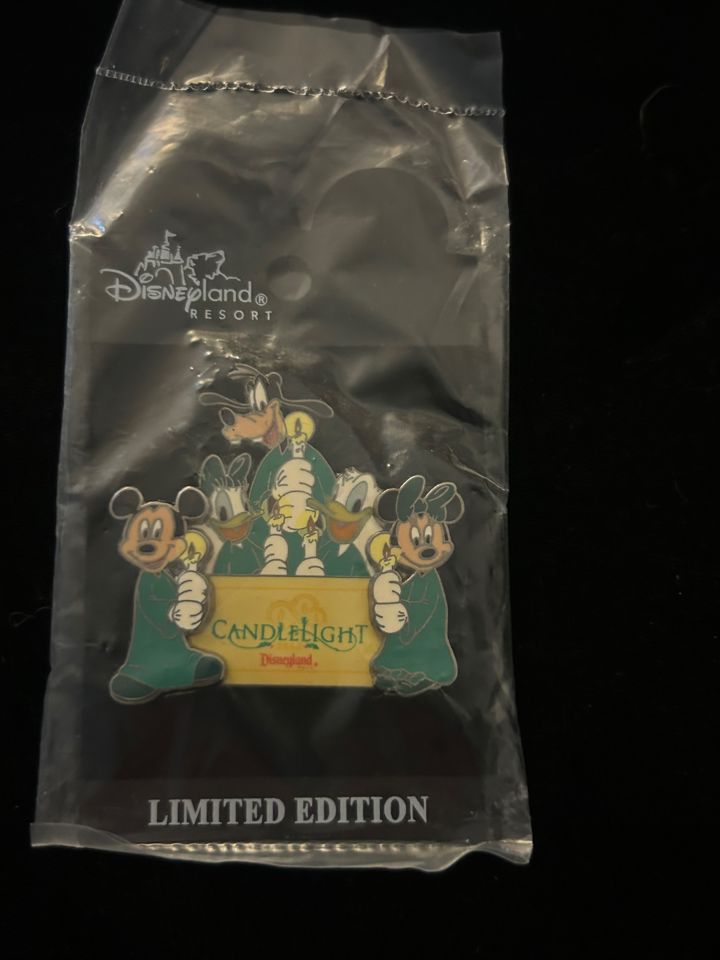 Disneyland®
RESORT
CANDLELIGHT
Disneyland®
LIMITED EDITION